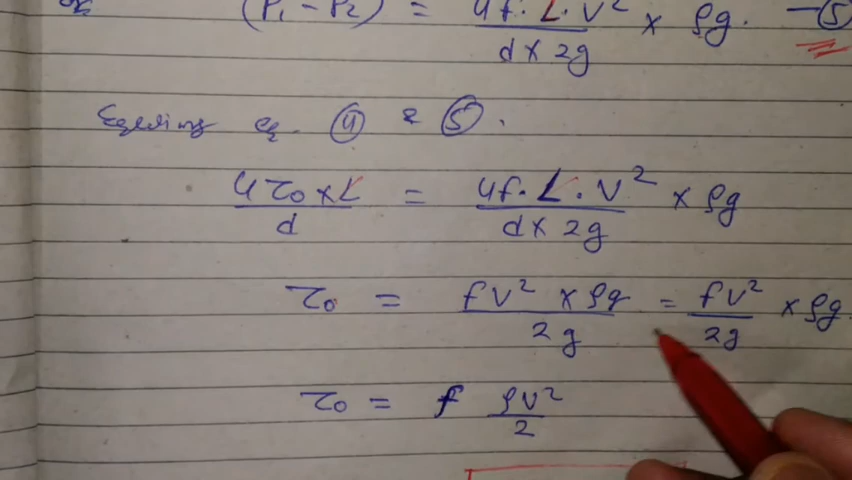 (P₁ - P₂) = 4f·L·V² / d×2g × ρg. —⑤
eq. ④ & ⑤.
4τ₀×L / d = 4f·L·V² / d×2g × ρg
τ₀ = fV² × ρg / 2g = fV² / 2g × ρg
τ₀ = f ρV² / 2